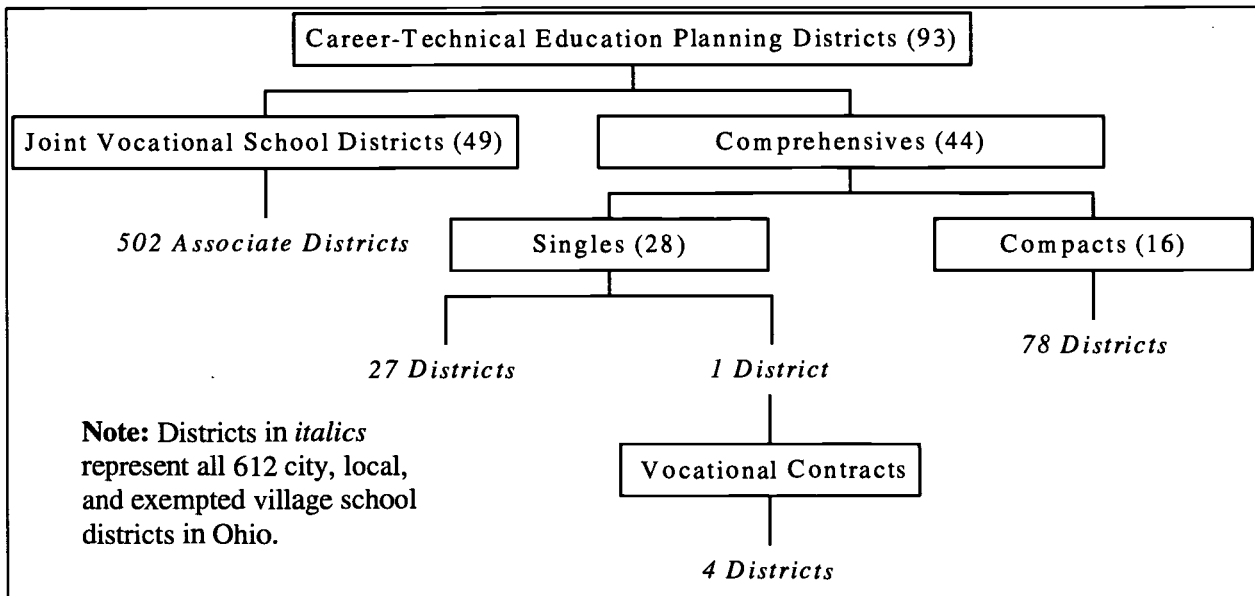 Career-Technical Education Planning Districts (93)
Joint Vocational School Districts (49)
Comprehensives (44)
502 Associate Districts
Singles (28)
Compacts (16)
27 Districts
1 District
78 Districts
Note: Districts in italics
represent all 612 city, local,
and exempted village school
districts in Ohio.
Vocational Contracts
4 Districts